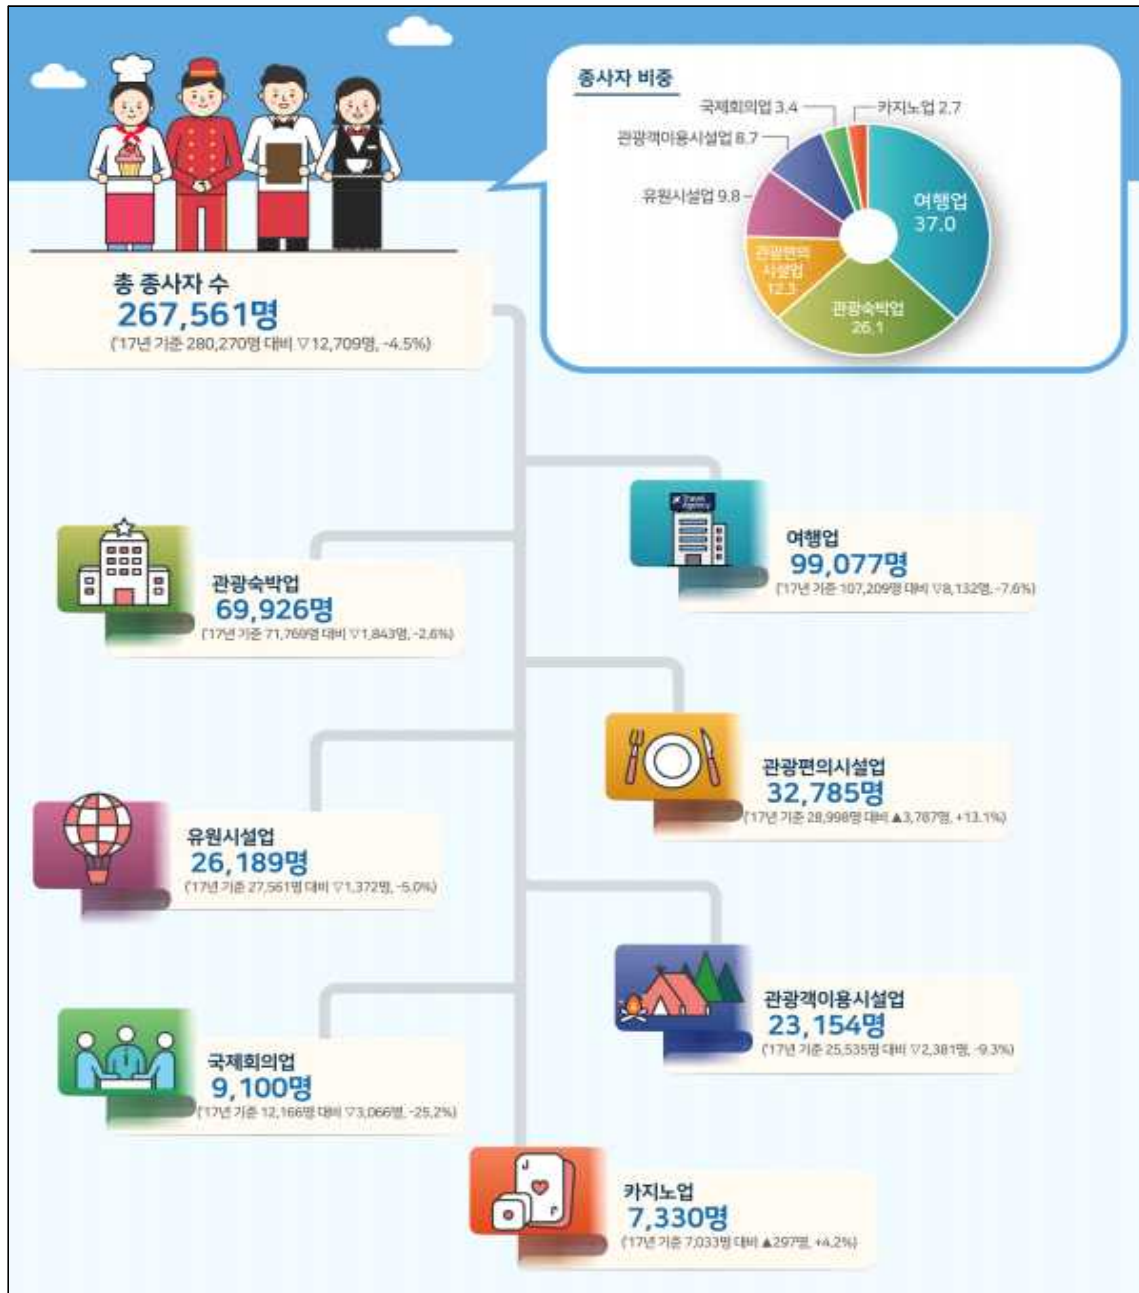 종사자 비중
국제회의업 3.4
카지노업 2.7
관광객이용시설업 8.7
유원시설업 9.8
여행업
37.0
관광편의
시설업
12.3
관광숙박업
26.1
총 종사자 수
267,561명
('17년 기준 280,270명 대비 ▽12,709명, -4.5%)
Travel
Agency
여행업
99,077명
('17년 기준 107,209명 대비 ▽8,132명, -7.6%)
관광숙박업
69,926명
('17년 기준 71,769명 대비 ▽1,843명, -2.6%)
관광편의시설업
32,785명
('17년 기준 28,998명 대비 ▲3,787명, +13.1%)
유원시설업
26,189명
('17년 기준 27,561명 대비 ▽1,372명, -5.0%)
관광객이용시설업
23,154명
('17년 기준 25,535명 대비 ▽2,381명, -9.3%)
국제회의업
9,100명
('17년 기준 12,166명 대비 ▽3,066명, -25.2%)
J
J
카지노업
7,330명
('17년 기준 7,033명 대비 ▲297명, +4.2%)